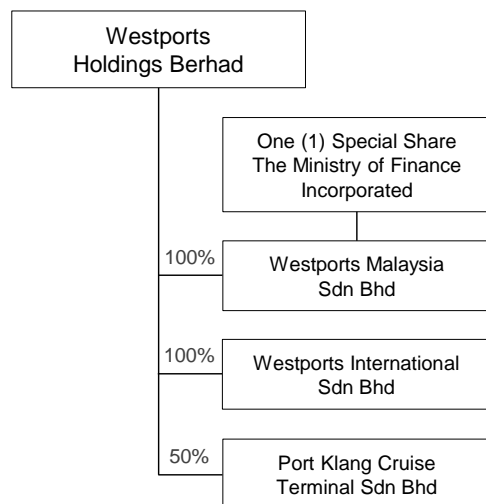 Westports
Holdings Berhad
One (1) Special Share
The Ministry of Finance
Incorporated
100%
Westports Malaysia
Sdn Bhd
100%
Westports International
Sdn Bhd
50%
Port Klang Cruise
Terminal Sdn Bhd